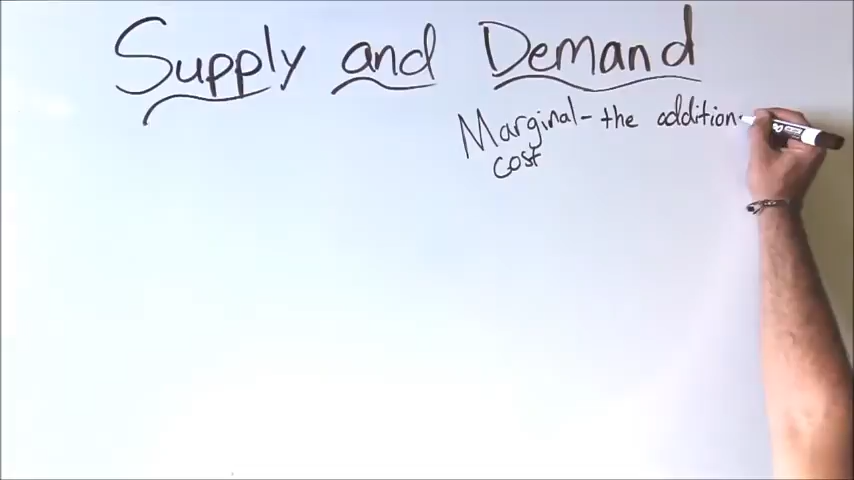 Supply and Demand
Marginal - the addition
cost